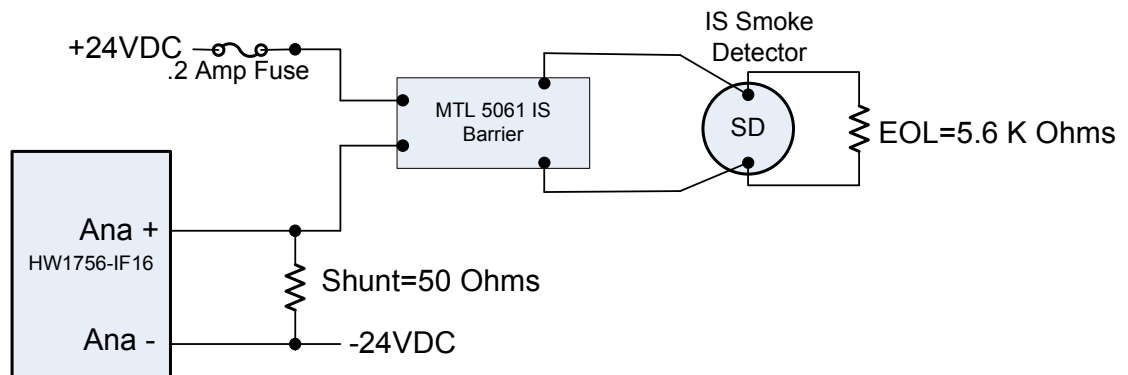 IS Smoke
Detector
+24VDC
.2 Amp Fuse
MTL 5061 IS
Barrier
SD
EOL=5.6 K Ohms
Ana +
HW1756-IF16
Shunt=50 Ohms
Ana -
-24VDC